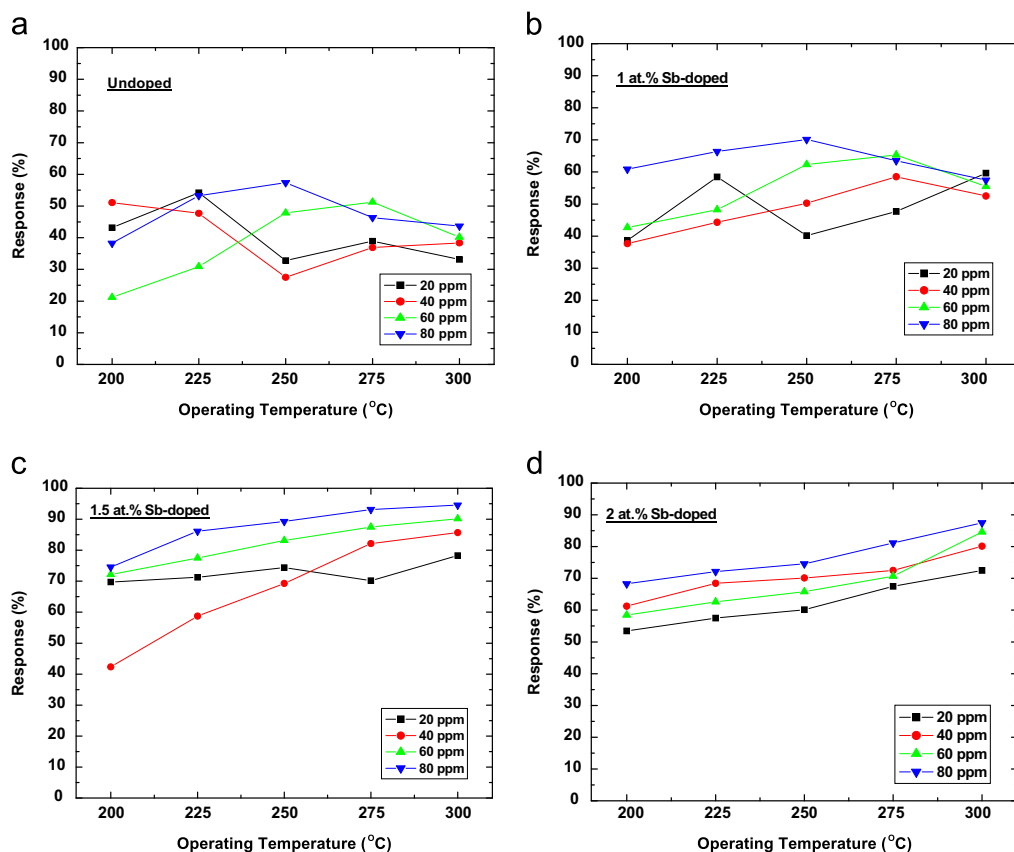 a
Undoped
Response (%)
100
90
80
70
60
50
40
30
20
10
0
20 ppm
40 ppm
60 ppm
80 ppm
200 225 250 275 300
Operating Temperature (°C)
b
1 at.% Sb-doped
Response (%)
100
90
80
70
60
50
40
30
20
10
0
20 ppm
40 ppm
60 ppm
80 ppm
200 225 250 275 300
Operating Temperature (°C)
c
1.5 at.% Sb-doped
Response (%)
100
90
80
70
60
50
40
30
20
10
0
20 ppm
40 ppm
60 ppm
80 ppm
200 225 250 275 300
Operating Temperature (°C)
d
2 at.% Sb-doped
Response (%)
100
90
80
70
60
50
40
30
20
10
0
20 ppm
40 ppm
60 ppm
80 ppm
200 225 250 275 300
Operating Temperature (°C)